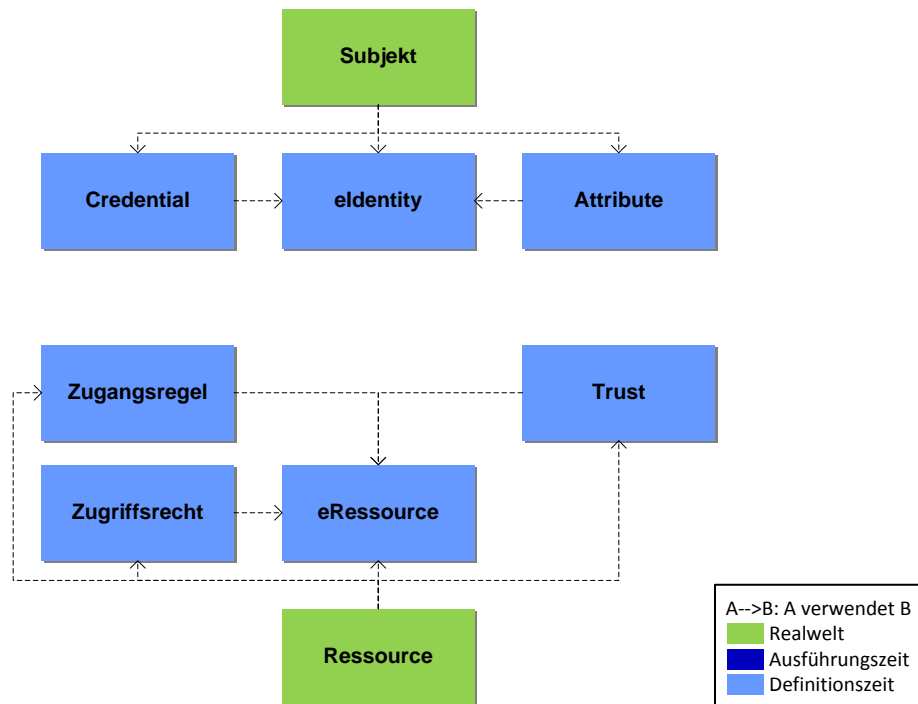 Subjekt
Credential
eIdentity
Attribute
Zugangsregel
Trust
Zugriffsrecht
eRessource
Ressource
A-->B: A verwendet B
Realwelt
Ausführungszeit
Definitionszeit